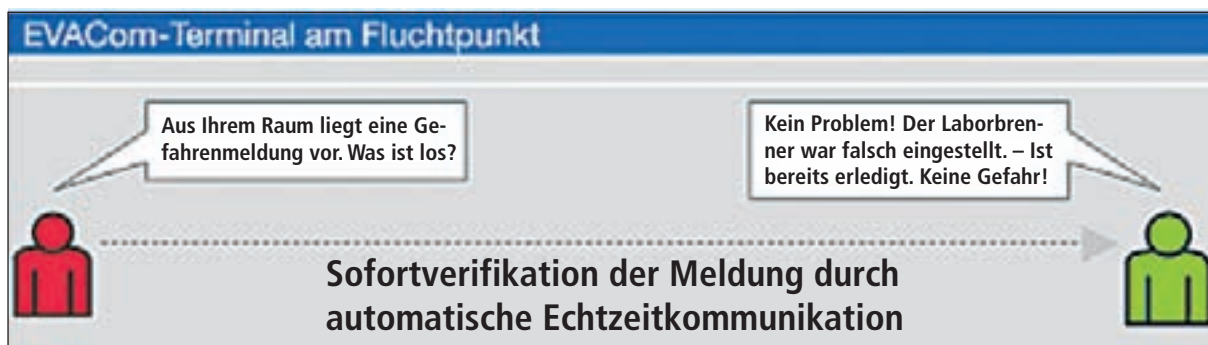 EVACom-Terminal am Fluchtpunkt
Aus Ihrem Raum liegt eine Ge-
fahrenmeldung vor. Was ist los?
Kein Problem! Der Laborbren-
ner war falsch eingestellt. – Ist
bereits erledigt. Keine Gefahr!
Sofortverifikation der Meldung durch
automatische Echtzeitkommunikation